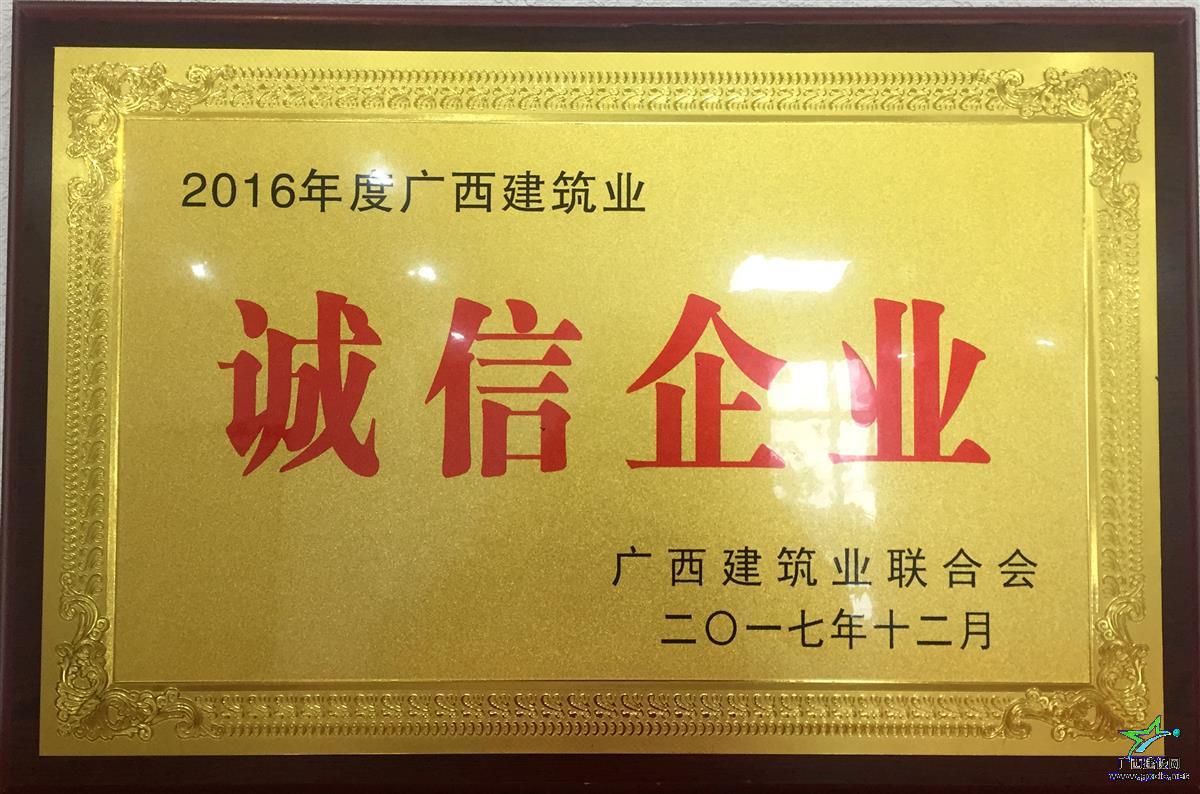 2016年度广西建筑业
诚信企业
广西建筑业联合会
二〇一七年十二月